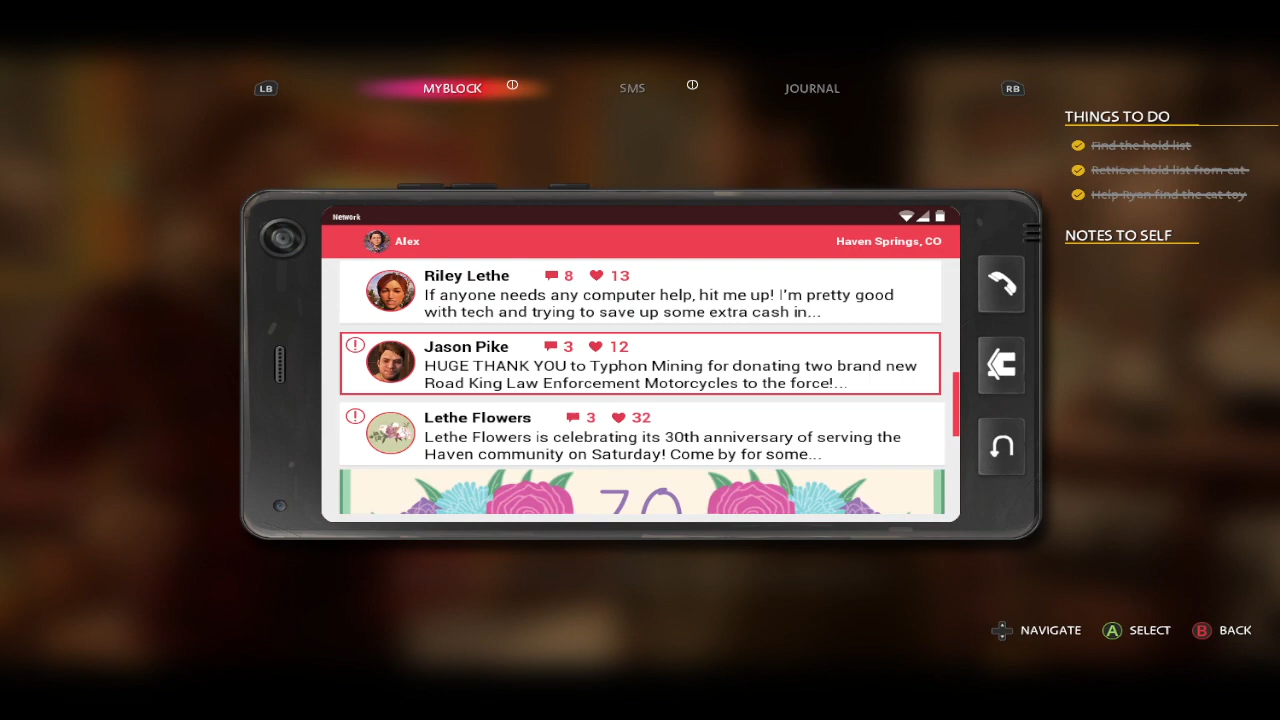 LB
MYBLOCK
SMS
JOURNAL
RB
THINGS TO DO
Find the hold list
Retrieve hold list from cat
Help Ryan find the cat toy
NOTES TO SELF
Network
Alex
Haven Springs, CO
Riley Lethe 8 13
If anyone needs any computer help, hit me up! I'm pretty good
with tech and trying to save up some extra cash in...
Jason Pike 3 12
HUGE THANK YOU to Typhon Mining for donating two brand new
Road King Law Enforcement Motorcycles to the force!...
Lethe Flowers 3 32
Lethe Flowers is celebrating its 30th anniversary of serving the
Haven community on Saturday! Come by for some...
30
NAVIGATE
A SELECT
B BACK